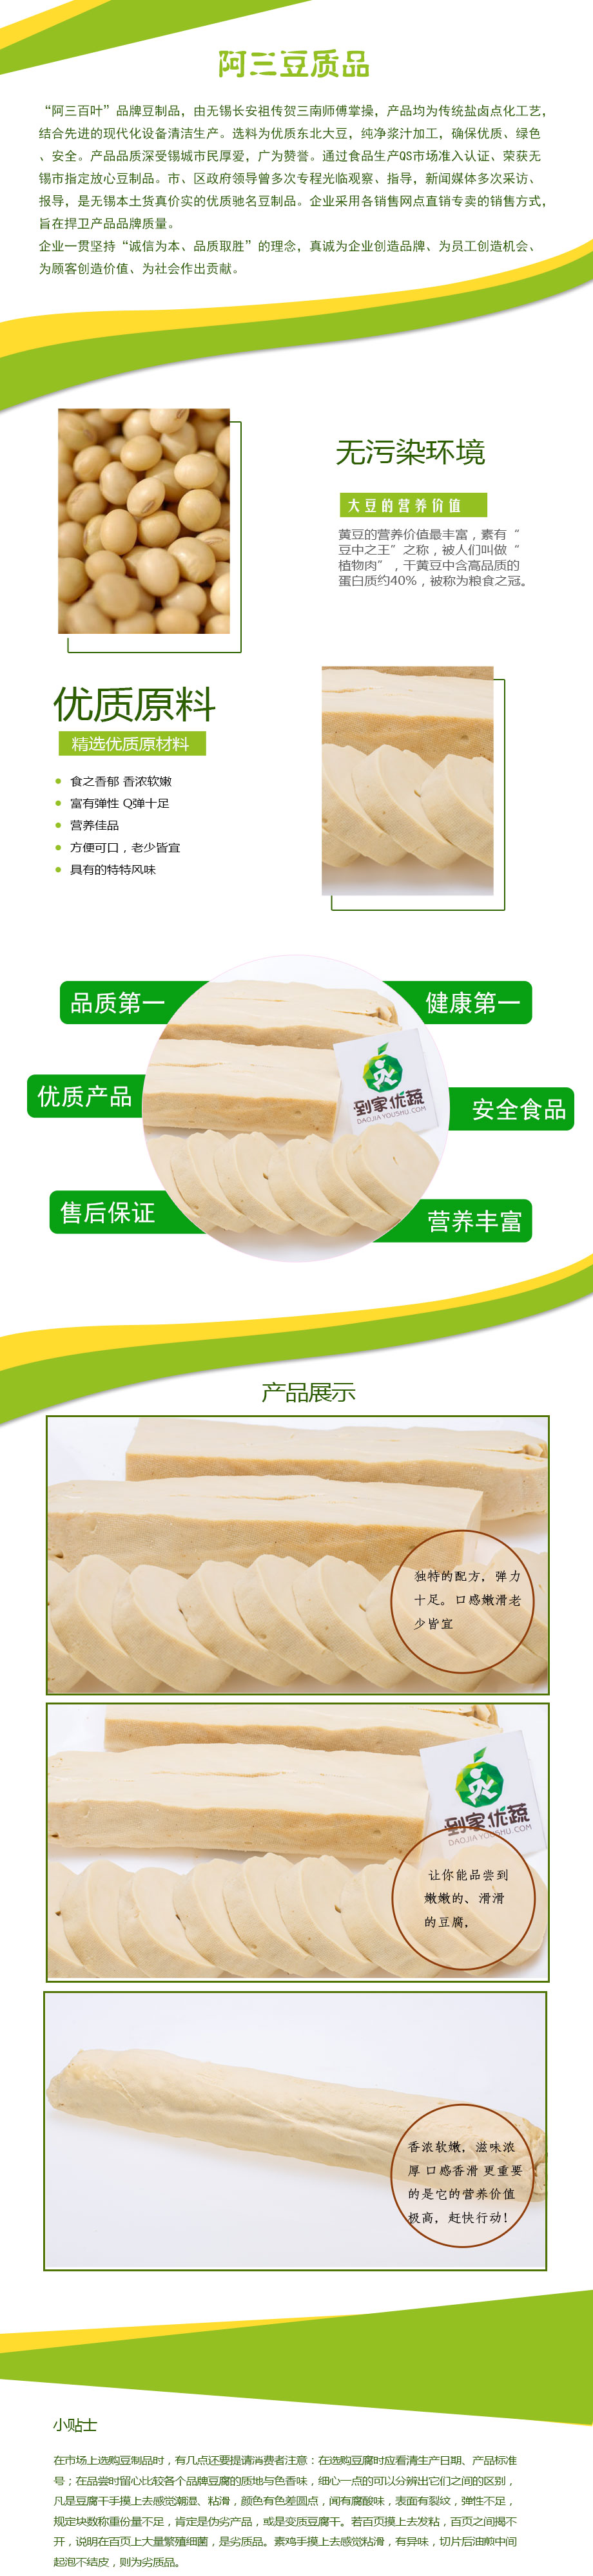 阿三豆质品
“阿三百叶”品牌豆制品，由无锡长安祖传贺三南师傅掌操，产品均为传统盐卤点化工艺，
结合先进的现代化设备清洁生产。选料为优质东北大豆，纯净浆汁加工，确保优质、绿色
、安全。产品品质深受锡城市民厚爱，广为赞誉。通过食品生产QS市场准入认证、荣获无
锡市指定放心豆制品。市、区政府领导曾多次专程光临观察、指导，新闻媒体多次采访、
报导，是无锡本土货真价实的优质驰名豆制品。企业采用各销售网点直销专卖的销售方式，
旨在捍卫产品品牌质量。
企业一贯坚持“诚信为本、品质取胜”的理念，真诚为企业创造品牌、为员工创造机会、
为顾客创造价值、为社会作出贡献。
无污染环境
大豆的营养价值
黄豆的营养价值最丰富，素有“
豆中之王”之称，被人们叫做“
植物肉”，干黄豆中含高品质的
蛋白质约40%，被称为粮食之冠。
优质原料
精选优质原材料
食之香郁 香浓软嫩
富有弹性 Q弹十足
营养佳品
方便可口，老少皆宜
具有的特特风味
品质第一
健康第一
优质产品
到家优蔬
DAOJIAYOUSHU.COM
安全食品
售后保证
营养丰富
产品展示
独特的配方，弹力
十足。口感嫩滑老
少皆宜
到家优蔬
DAOJIAYOUSHU.COM
让你能品尝到
嫩嫩的、滑滑
的豆腐，
香浓软嫩，滋味浓
厚 口感香滑 更重要
的是它的营养价值
极高，赶快行动！
小贴士
在市场上选购豆制品时，有几点还要提请消费者注意：在选购豆腐时应看清生产日期、产品标准
号；在品尝时留心比较各个品牌豆腐的质地与色香味，细心一点的可以分辨出它们之间的区别，
凡是豆腐干手摸上去感觉潮湿、粘滑，颜色有色差圆点，闻有腐酸味，表面有裂纹，弹性不足，
规定块数称重份量不足，肯定是伪劣产品，或是变质豆腐干。若百页摸上去发粘，百页之间揭不
开，说明在百页上大量繁殖细菌，是劣质品。素鸡手摸上去感觉粘滑，有异味，切片后油煎中间
起泡不结皮，则为劣质品。